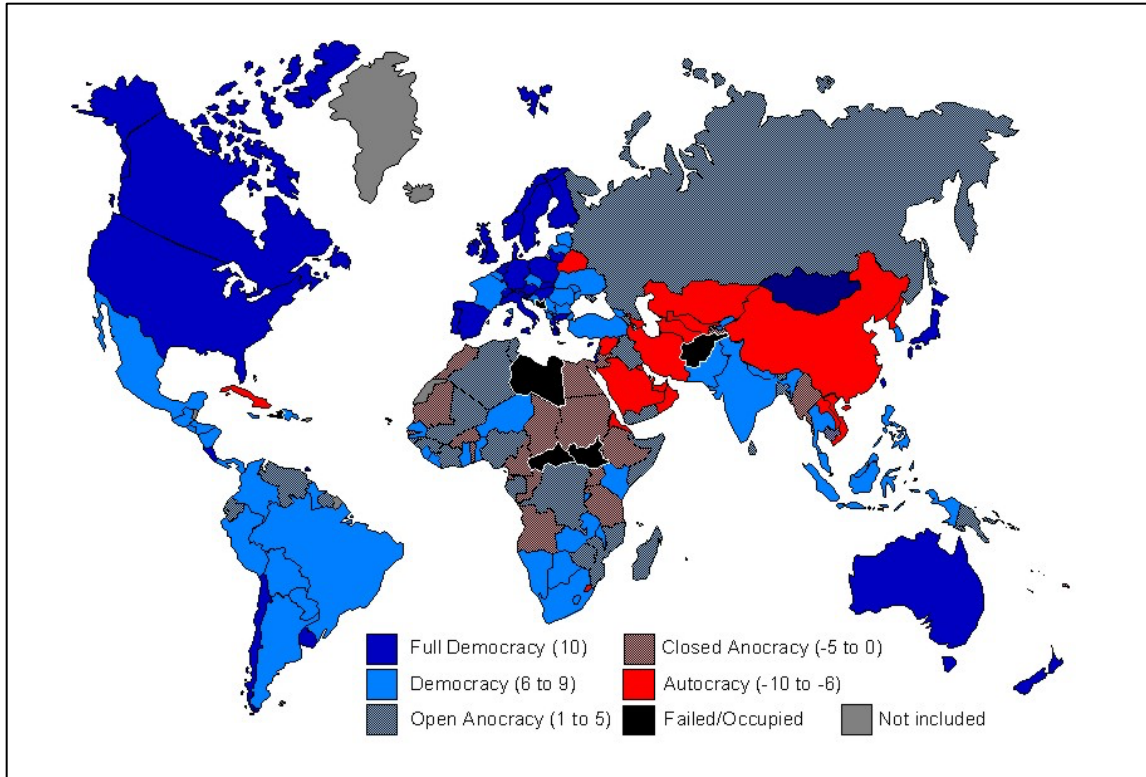 Full Democracy (10)
Closed Anocracy (-5 to 0)
Democracy (6 to 9)
Autocracy (-10 to -6)
Open Anocracy (1 to 5)
Failed/Occupied
Not included